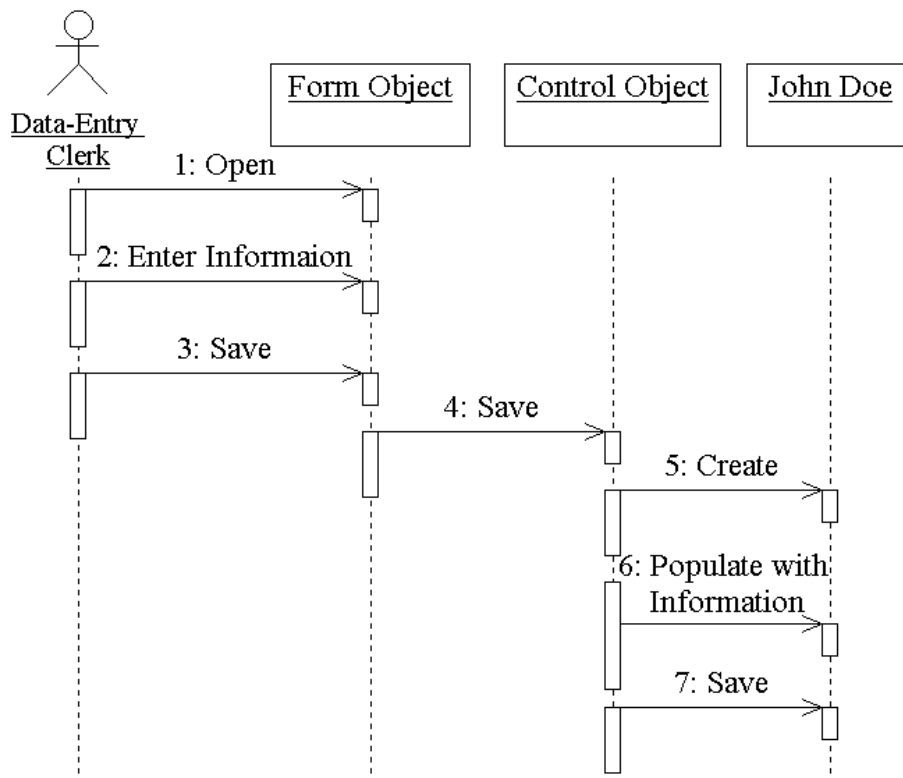 Form Object
Control Object
John Doe
Data-Entry
Clerk
1: Open
2: Enter Informaion
3: Save
4: Save
5: Create
6: Populate with
Information
7: Save